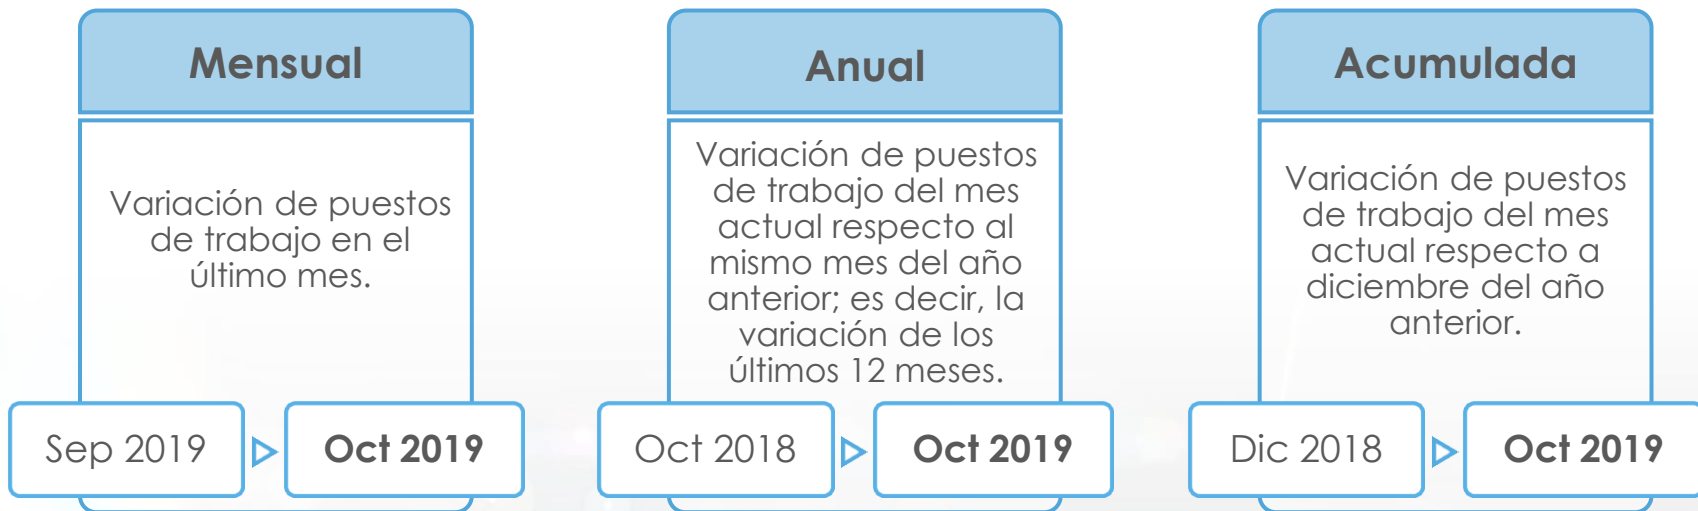 Mensual
Variación de puestos
de trabajo en el
último mes.
Sep 2019
Oct 2019
Anual
Variación de puestos
de trabajo del mes
actual respecto al
mismo mes del año
anterior; es decir, la
variación de los
últimos 12 meses.
Oct 2018
Oct 2019
Acumulada
Variación de puestos
de trabajo del mes
actual respecto a
diciembre del año
anterior.
Dic 2018
Oct 2019